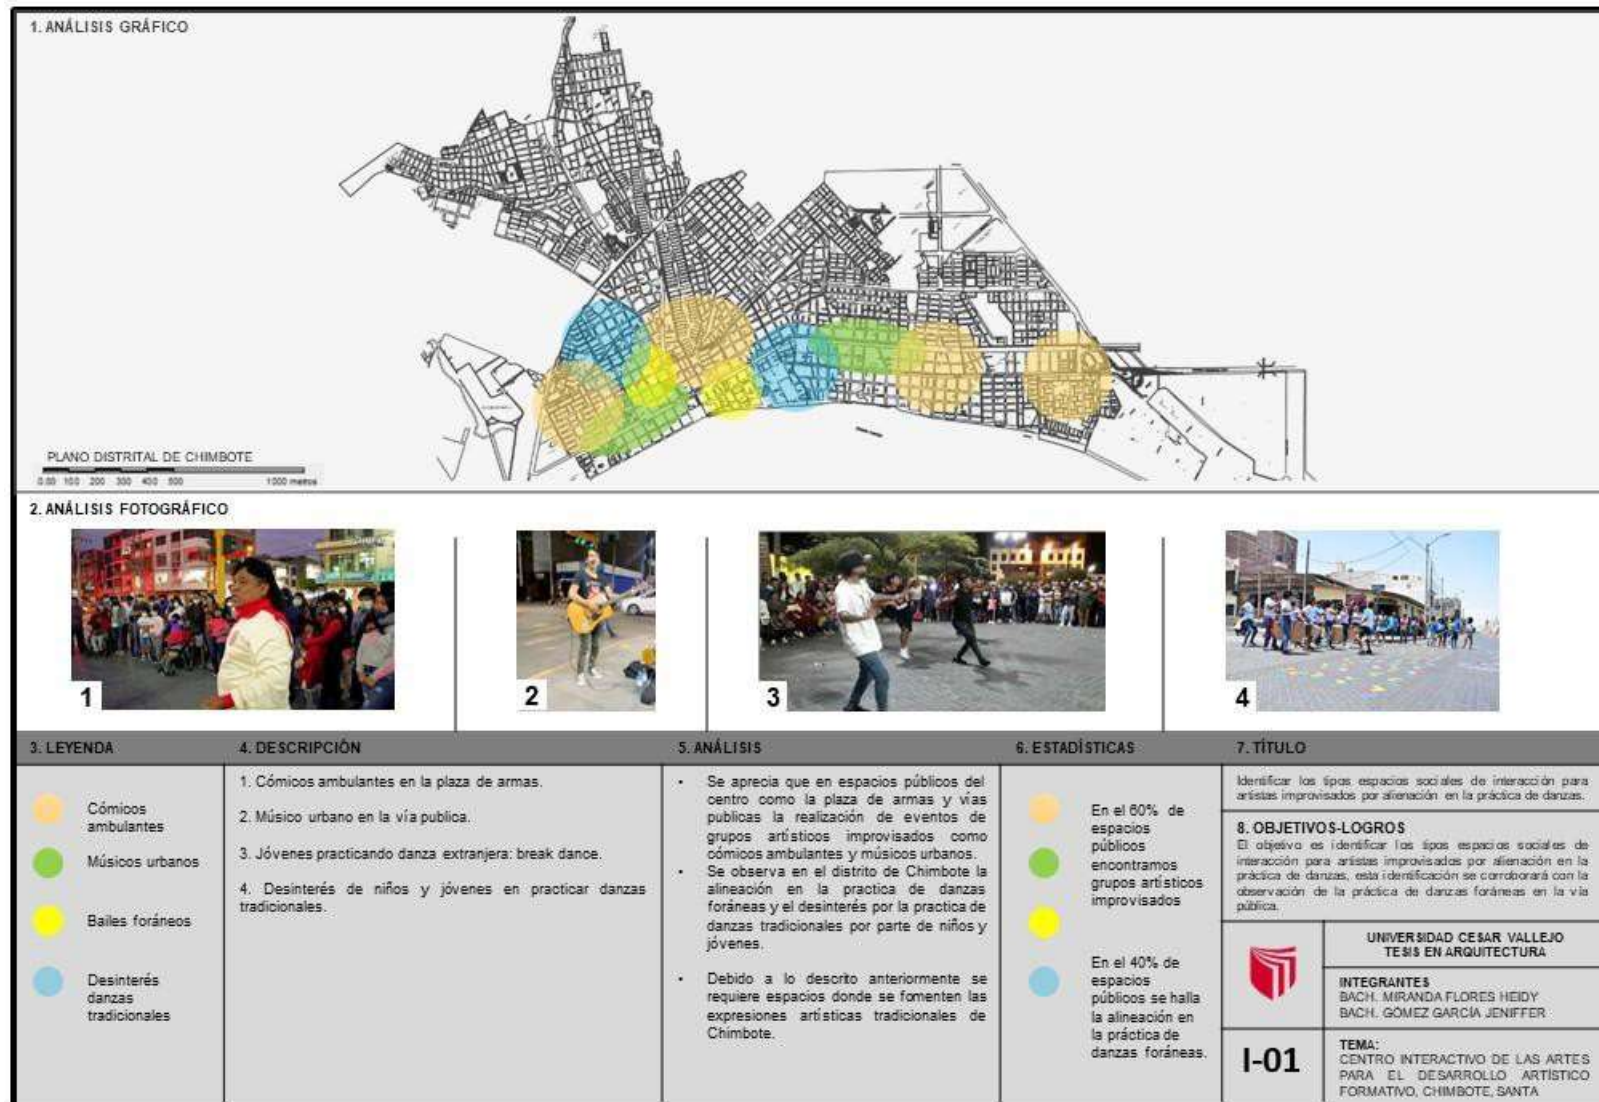 1. ANÁLISIS GRÁFICO
PLANO DISTRITAL DE CHIMBOTE
0.00 100 200 300 400 500 1000 metros
2. ANÁLISIS FOTOGRÁFICO
1
2
3
4
3. LEYENDA
Cómicos
ambulantes
Músicos urbanos
Bailes foráneos
Desinterés
danzas
tradicionales
4. DESCRIPCIÓN
1. Cómicos ambulantes en la plaza de armas.
2. Músico urbano en la vía publica.
3. Jóvenes practicando danza extranjera: break dance.
4. Desinterés de niños y jóvenes en practicar danzas
tradicionales.
5. ANÁLISIS
• Se aprecia que en espacios públicos del
centro como la plaza de armas y vías
publicas la realización de eventos de
grupos artísticos improvisados como
cómicos ambulantes y músicos urbanos.
• Se observa en el distrito de Chimbote la
alineación en la practica de danzas
foráneas y el desinterés por la practica de
danzas tradicionales por parte de niños y
jóvenes.
• Debido a lo descrito anteriormente se
requiere espacios donde se fomenten las
expresiones artísticas tradicionales de
Chimbote.
6. ESTADÍSTICAS
En el 60% de
espacios
públicos
encontramos
grupos artísticos
improvisados
En el 40% de
espacios
públicos se halla
la alineación en
la práctica de
danzas foráneas.
7. TÍTULO
Identificar los tipos espacios sociales de interacción para
artistas improvisados por alienación en la práctica de danzas.
8. OBJETIVOS-LOGROS
El objetivo es identificar los tipos espacios sociales de
interacción para artistas improvisados por alienación en la
práctica de danzas, esta identificación se corroborará con la
observación de la práctica de danzas foráneas en la vía
pública.
UNIVERSIDAD CESAR VALLEJO
TESIS EN ARQUITECTURA
INTEGRANTES
BACH. MIRANDA FLORES HEIDY
BACH. GÓMEZ GARCÍA JENIFFER
I-01
TEMA:
CENTRO INTERACTIVO DE LAS ARTES
PARA EL DESARROLLO ARTÍSTICO
FORMATIVO, CHIMBOTE, SANTA